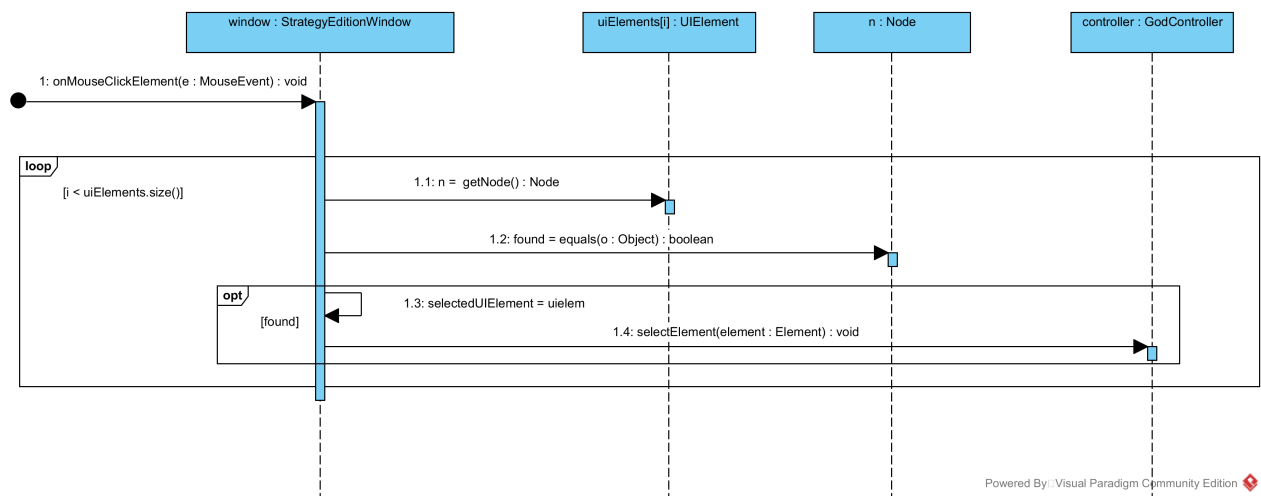 window : StrategyEditionWindow
uiElements[i] : UIElement
n : Node
controller : GodController
1: onMouseClickElement(e : MouseEvent) : void
loop
[i < uiElements.size()]
1.1: n =  getNode() : Node
1.2: found = equals(o : Object) : boolean
opt
[found]
1.3: selectedUIElement = uielem
1.4: selectElement(element : Element) : void
Powered By Visual Paradigm Community Edition